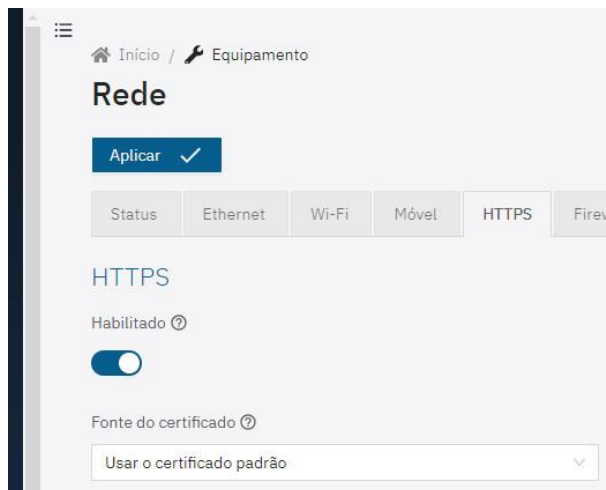 Início / Equipamento
Rede
Aplicar
Status Ethernet Wi-Fi Móvel HTTPS
HTTPS
Habilitado
Fonte do certificado
Usar o certificado padrão